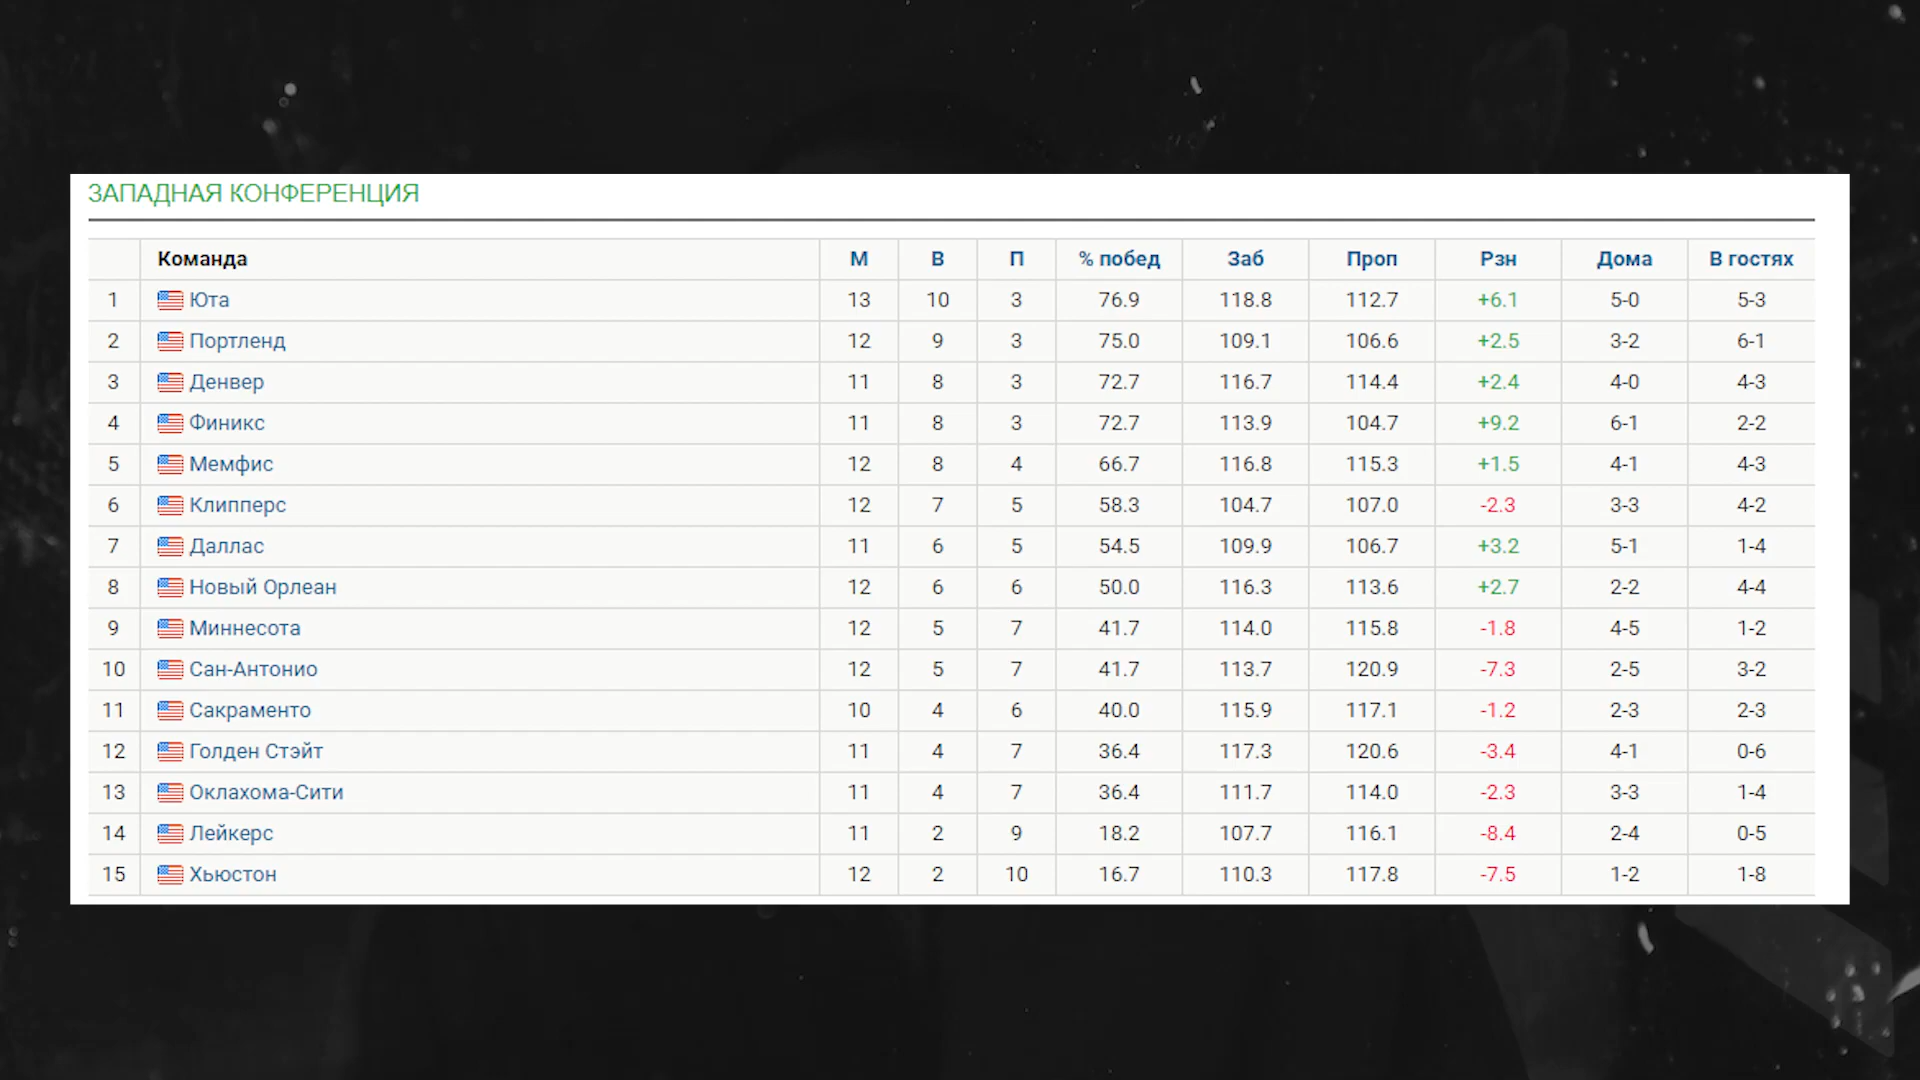 ЗАПАДНАЯ КОНФЕРЕНЦИЯ
Команда М В П % побед Заб Проп Рзн Дома В гостях
1 Юта 13 10 3 76.9 118.8 112.7 +6.1 5-0 5-3
2 Портленд 12 9 3 75.0 109.1 106.6 +2.5 3-2 6-1
3 Денвер 11 8 3 72.7 116.7 114.4 +2.4 4-0 4-3
4 Финикс 11 8 3 72.7 113.9 104.7 +9.2 6-1 2-2
5 Мемфис 12 8 4 66.7 116.8 115.3 +1.5 4-1 4-3
6 Клипперс 12 7 5 58.3 104.7 107.0 -2.3 3-3 4-2
7 Даллас 11 6 5 54.5 109.9 106.7 +3.2 5-1 1-4
8 Новый Орлеан 12 6 6 50.0 116.3 113.6 +2.7 2-2 4-4
9 Миннесота 12 5 7 41.7 114.0 115.8 -1.8 4-5 1-2
10 Сан-Антонио 12 5 7 41.7 113.7 120.9 -7.3 2-5 3-2
11 Сакраменто 10 4 6 40.0 115.9 117.1 -1.2 2-3 2-3
12 Голден Стэйт 11 4 7 36.4 117.3 120.6 -3.4 4-1 0-6
13 Оклахома-Сити 11 4 7 36.4 111.7 114.0 -2.3 3-3 1-4
14 Лейкерс 11 2 9 18.2 107.7 116.1 -8.4 2-4 0-5
15 Хьюстон 12 2 10 16.7 110.3 117.8 -7.5 1-2 1-8